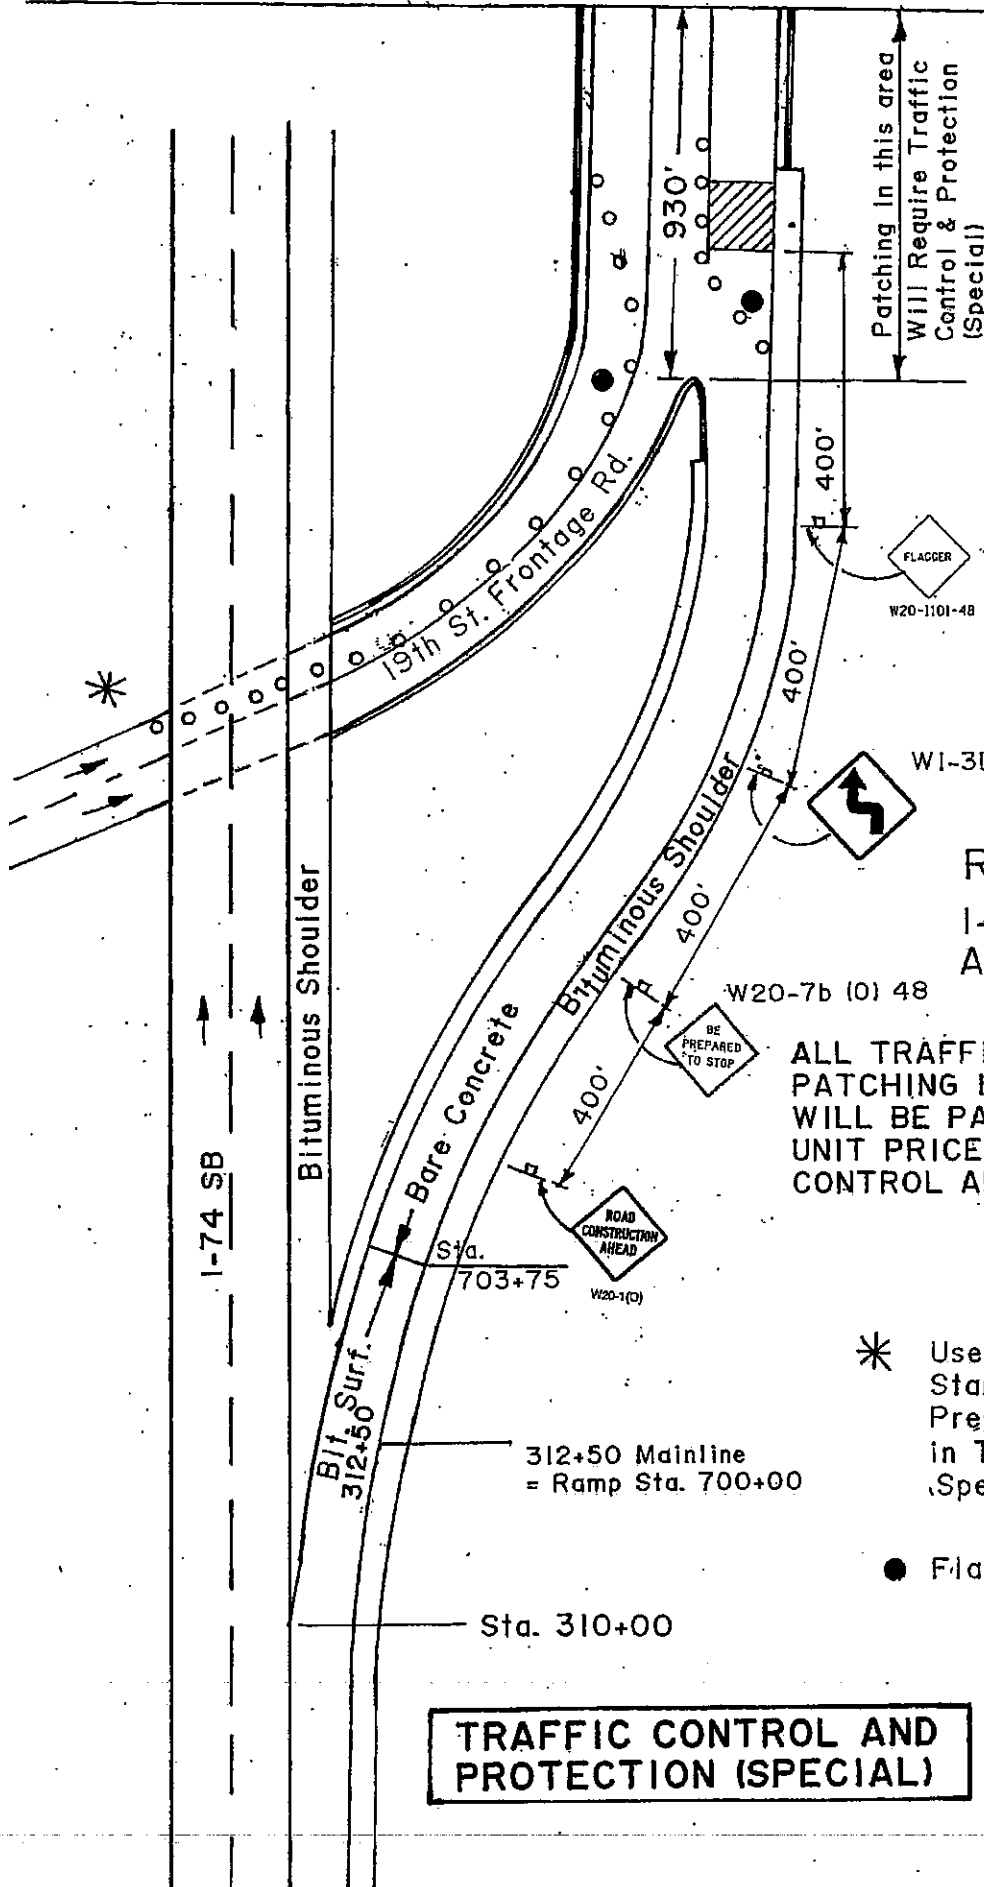 Patching in this area
Will Require Traffic
Control & Protection
(Special)
930'
400'
FLAGGER
W20-1101-48
19th St. Frontage Rd.
400'
W1-3
Bituminous Shoulder
400'
R
A
W20-7b (O) 48
BE
PREPARED
TO STOP
ALL TRAFF
PATCHING
WILL BE PA
UNIT PRICE
CONTROL A
Bituminous Shoulder
400'
Bare Concrete
I-74 SB
ROAD
CONSTRUCTION
AHEAD
W20-1(O)
Sta.
703+75
Bit. Surf.
312+50
Use
Sta
Pre
in T
Spe
312+50 Mainline
= Ramp Sta. 700+00
Fla
Sta. 310+00
TRAFFIC CONTROL AND
PROTECTION (SPECIAL)